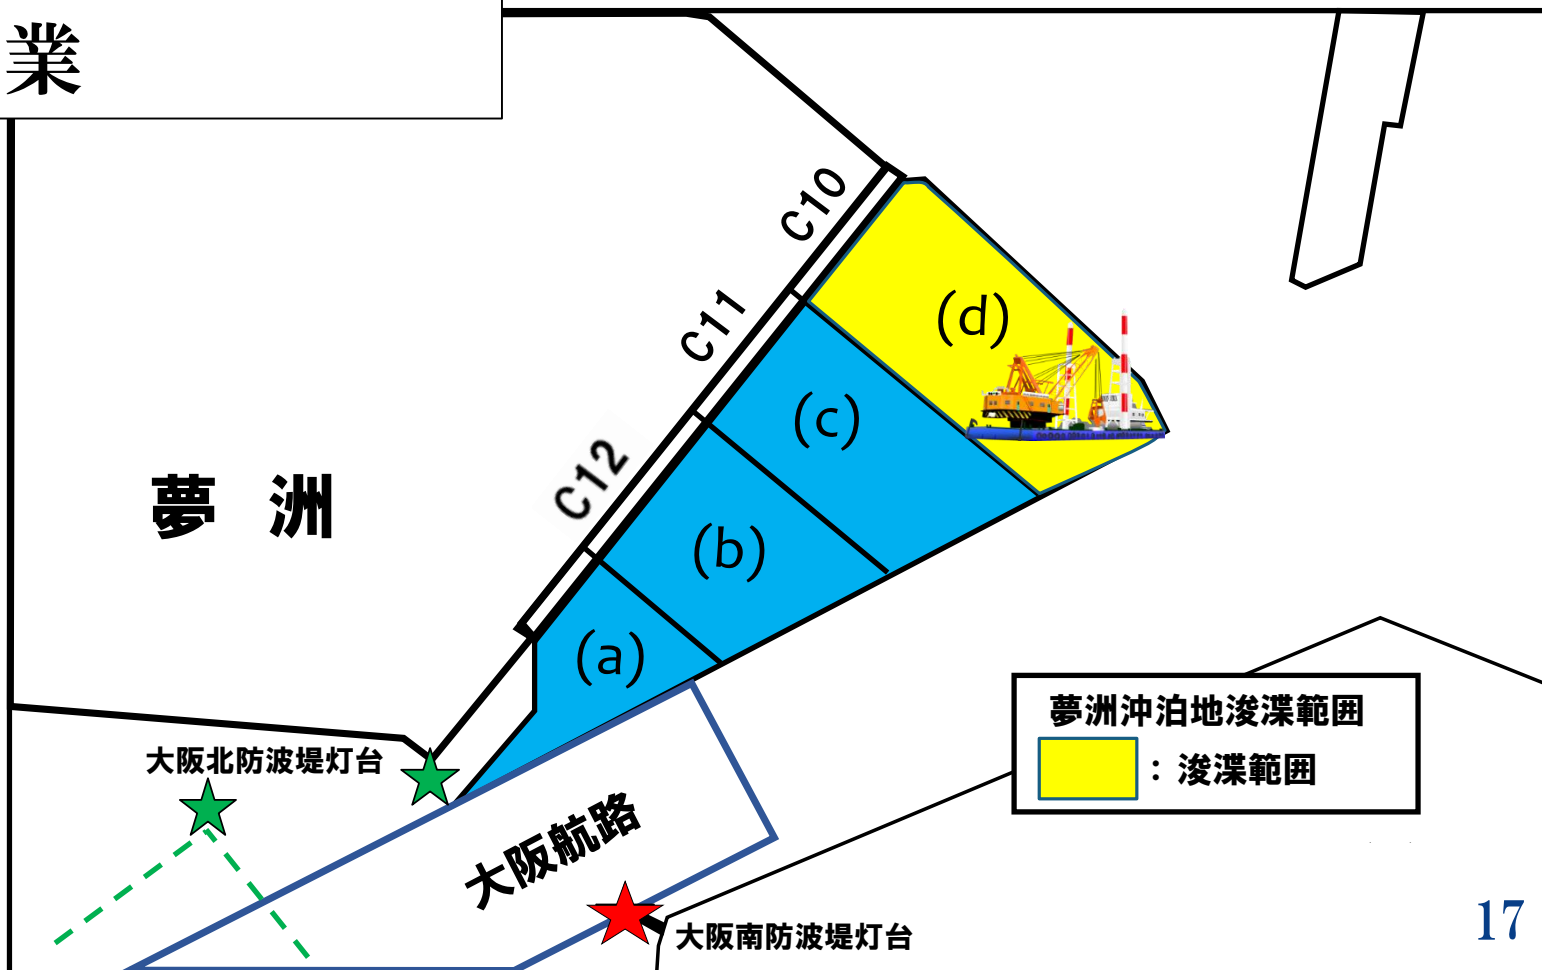 業
C10
C11
C12
(d)
(c)
(b)
(a)
夢 洲
大阪北防波堤灯台
大阪航路
大阪南防波堤灯台
夢洲沖泊地浚渫範囲
：浚渫範囲
17